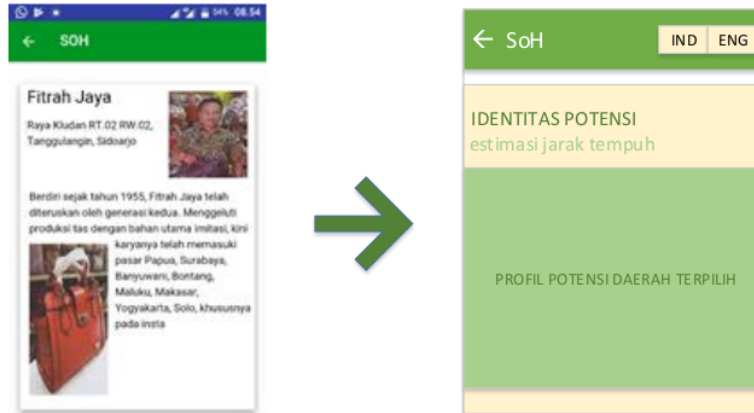 54% 08.54
SOH
Fitrah Jaya
Raya Kludan RT.02 RW.02,
Tanggulangin, Sidoarjo
Berdiri sejak tahun 1955, Fitrah Jaya telah
diteruskan oleh generasi kedua. Menggeluti
produksi tas dengan bahan utama imitasi, kini
karyanya telah memasuki
pasar Papua, Surabaya,
Banyuwani, Bontang,
Maluku, Makasar,
Yogyakarta, Solo, khususnya
pada insta
SoH
IND ENG
IDENTITAS POTENSI
estimasi jarak tempuh
PROFIL POTENSI DAERAH TERPILIH